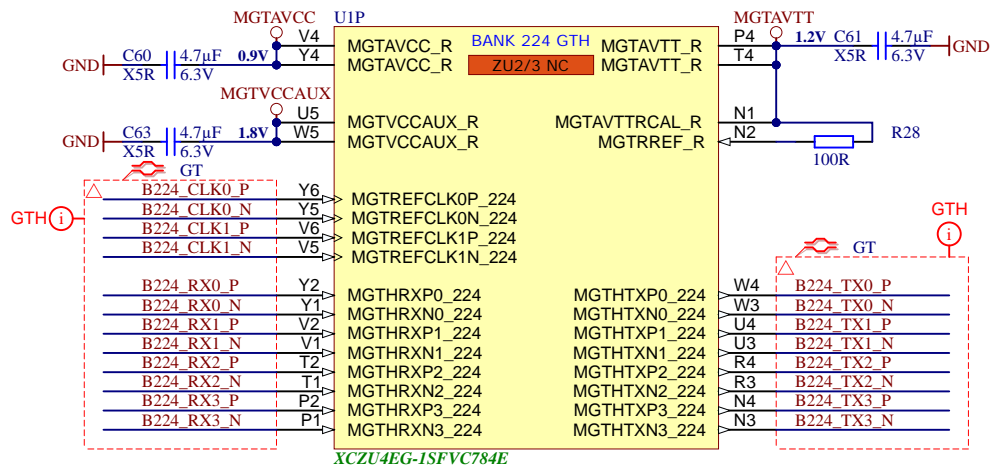 MGTAVCC U1P MGTAVTT
V4 MGTAVCC_R BANK 224 GTH MGTAVTT_R P4 1.2V C61 4.7µF GND
GND C60 4.7µF 0.9V Y4 MGTAVCC_R ZU2/3 NC MGTAVTT_R T4 X5R 6.3V
X5R 6.3V
MGTVCCAUX
U5 MGTVCCAUX_R MGTAVTTRCAL_R N1
GND C63 4.7µF 1.8V W5 MGTVCCAUX_R MGTRREF_R N2 R28
X5R 6.3V 100R
GT
B224_CLK0_P Y6 MGTREFCLK0P_224
B224_CLK0_N Y5 MGTREFCLK0N_224
GTH i B224_CLK1_P V6 MGTREFCLK1P_224 GTH i
B224_CLK1_N V5 MGTREFCLK1N_224 GT
B224_RX0_P Y2 MGTHRXP0_224 MGTHTXP0_224 W4 B224_TX0_P
B224_RX0_N Y1 MGTHRXN0_224 MGTHTXN0_224 W3 B224_TX0_N
B224_RX1_P V2 MGTHRXP1_224 MGTHTXP1_224 U4 B224_TX1_P
B224_RX1_N V1 MGTHRXN1_224 MGTHTXN1_224 U3 B224_TX1_N
B224_RX2_P T2 MGTHRXP2_224 MGTHTXP2_224 R4 B224_TX2_P
B224_RX2_N T1 MGTHRXN2_224 MGTHTXN2_224 R3 B224_TX2_N
B224_RX3_P P2 MGTHRXP3_224 MGTHTXP3_224 N4 B224_TX3_P
B224_RX3_N P1 MGTHRXN3_224 MGTHTXN3_224 N3 B224_TX3_N
XCZU4EG-1SFVC784E